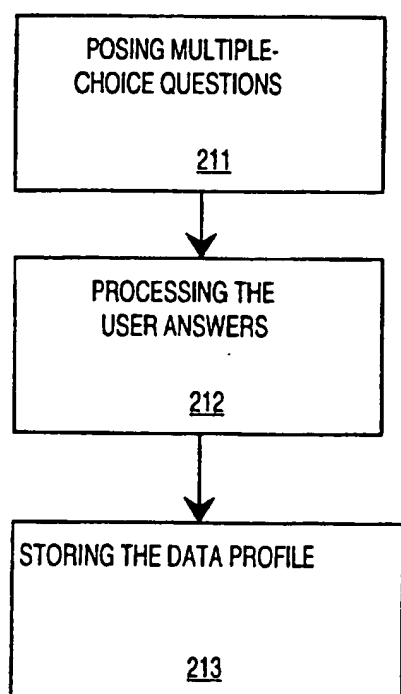 POSING MULTIPLE-
CHOICE QUESTIONS
211
PROCESSING THE
USER ANSWERS
212
STORING THE DATA PROFILE
213